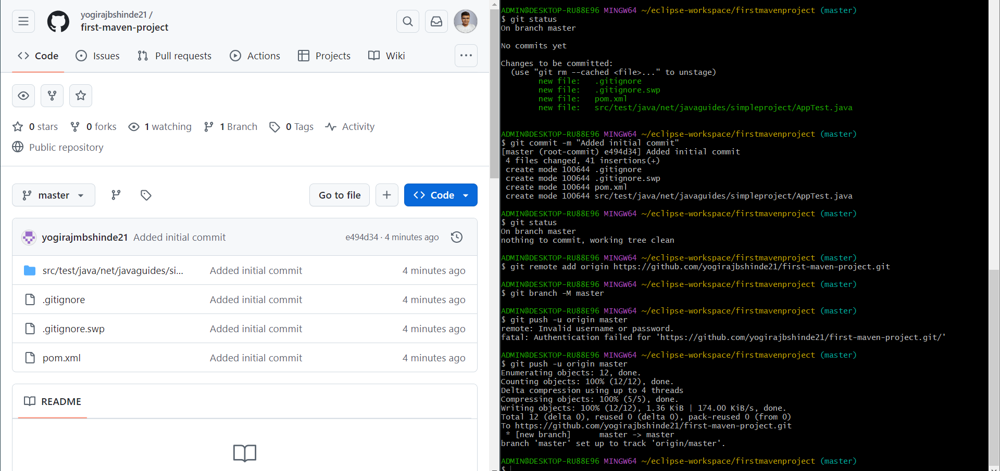 yogirajbshinde21 /
first-maven-project
Code Issues Pull requests Actions Projects Wiki
0 stars 0 forks 1 watching 1 Branch 0 Tags Activity
Public repository
master Go to file Code
yogirajmbshinde21 Added initial commit e494d34 · 4 minutes ago
src/test/java/net/javaguides/si... Added initial commit 4 minutes ago
.gitignore Added initial commit 4 minutes ago
.gitignore.swp Added initial commit 4 minutes ago
pom.xml Added initial commit 4 minutes ago
README
ADMIN@DESKTOP-RU88E96 MINGW64 ~/eclipse-workspace/firstmavenproject (master)
$ git status
On branch master
No commits yet
Changes to be committed:
(use "git rm --cached <file>..." to unstage)
new file: .gitignore
new file: .gitignore.swp
new file: pom.xml
new file: src/test/java/net/javaguides/simpleproject/AppTest.java
ADMIN@DESKTOP-RU88E96 MINGW64 ~/eclipse-workspace/firstmavenproject (master)
$ git commit -m "Added initial commit"
[master (root-commit) e494d34] Added initial commit
4 files changed, 41 insertions(+)
create mode 100644 .gitignore
create mode 100644 .gitignore.swp
create mode 100644 pom.xml
create mode 100644 src/test/java/net/javaguides/simpleproject/AppTest.java
ADMIN@DESKTOP-RU88E96 MINGW64 ~/eclipse-workspace/firstmavenproject (master)
$ git status
On branch master
nothing to commit, working tree clean
ADMIN@DESKTOP-RU88E96 MINGW64 ~/eclipse-workspace/firstmavenproject (master)
$ git remote add origin https://github.com/yogirajbshinde21/first-maven-project.git
ADMIN@DESKTOP-RU88E96 MINGW64 ~/eclipse-workspace/firstmavenproject (master)
$ git branch -M master
ADMIN@DESKTOP-RU88E96 MINGW64 ~/eclipse-workspace/firstmavenproject (master)
$ git push -u origin master
remote: Invalid username or password.
fatal: Authentication failed for 'https://github.com/yogirajbshinde21/first-maven-project.git/'
ADMIN@DESKTOP-RU88E96 MINGW64 ~/eclipse-workspace/firstmavenproject (master)
$ git push -u origin master
Enumerating objects: 12, done.
Counting objects: 100% (12/12), done.
Delta compression using up to 4 threads
Compressing objects: 100% (5/5), done.
Writing objects: 100% (12/12), 1.36 KiB | 174.00 KiB/s, done.
Total 12 (delta 0), reused 0 (delta 0), pack-reused 0 (from 0)
To https://github.com/yogirajbshinde21/first-maven-project.git
* [new branch] master -> master
branch 'master' set up to track 'origin/master'.
ADMIN@DESKTOP-RU88E96 MINGW64 ~/eclipse-workspace/firstmavenproject (master)
$